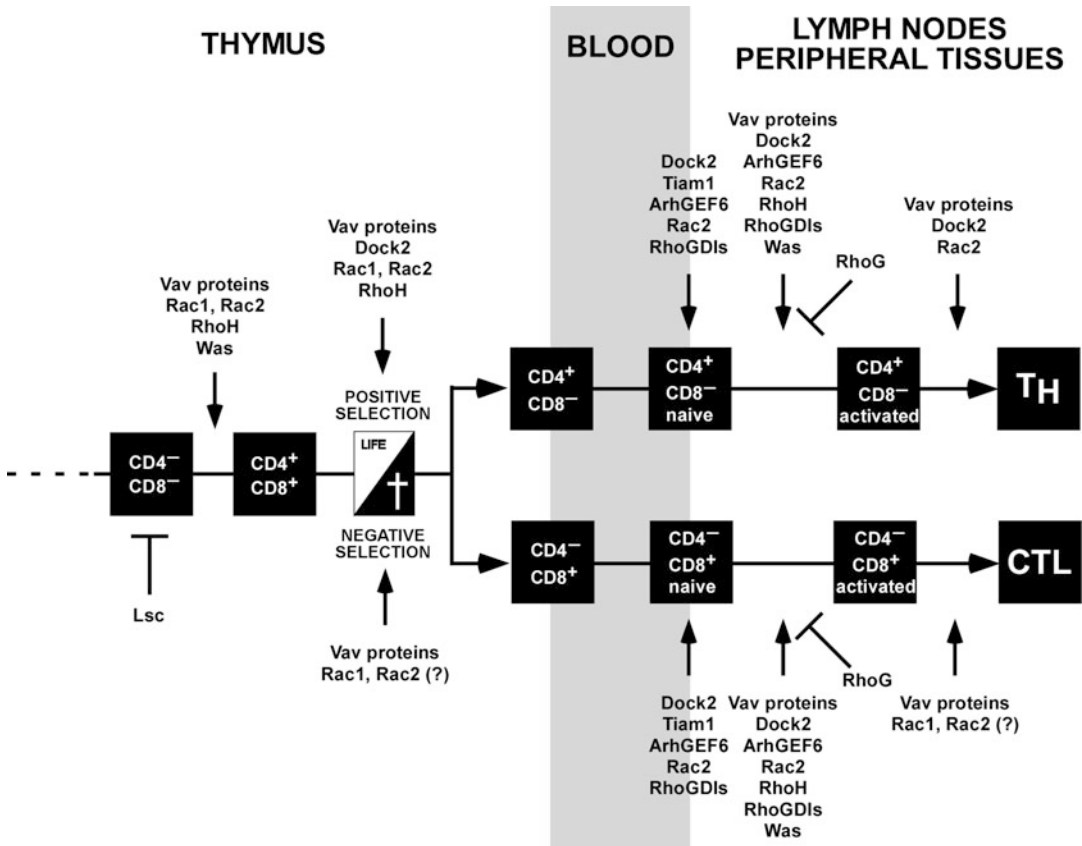 THYMUS
BLOOD
LYMPH NODES
PERIPHERAL TISSUES
Vav proteins
Rac1, Rac2
RhoH
Was
Vav proteins
Dock2
Rac1, Rac2
RhoH
Dock2
Tiam1
ArhGEF6
Rac2
RhoGDIs
Vav proteins
Dock2
ArhGEF6
Rac2
RhoH
RhoGDIs
Was
RhoG
Vav proteins
Dock2
Rac2
CD4−
CD8−
CD4+
CD8+
POSITIVE
SELECTION
LIFE
NEGATIVE
SELECTION
CD4+
CD8−
CD4+
CD8−
naive
CD4+
CD8−
activated
TH
CD4−
CD8+
CD4−
CD8+
naive
CD4−
CD8+
activated
CTL
Lsc
Vav proteins
Rac1, Rac2 (?)
Dock2
Tiam1
ArhGEF6
Rac2
RhoGDIs
Vav proteins
Dock2
ArhGEF6
Rac2
RhoH
RhoGDIs
Was
RhoG
Vav proteins
Rac1, Rac2 (?)